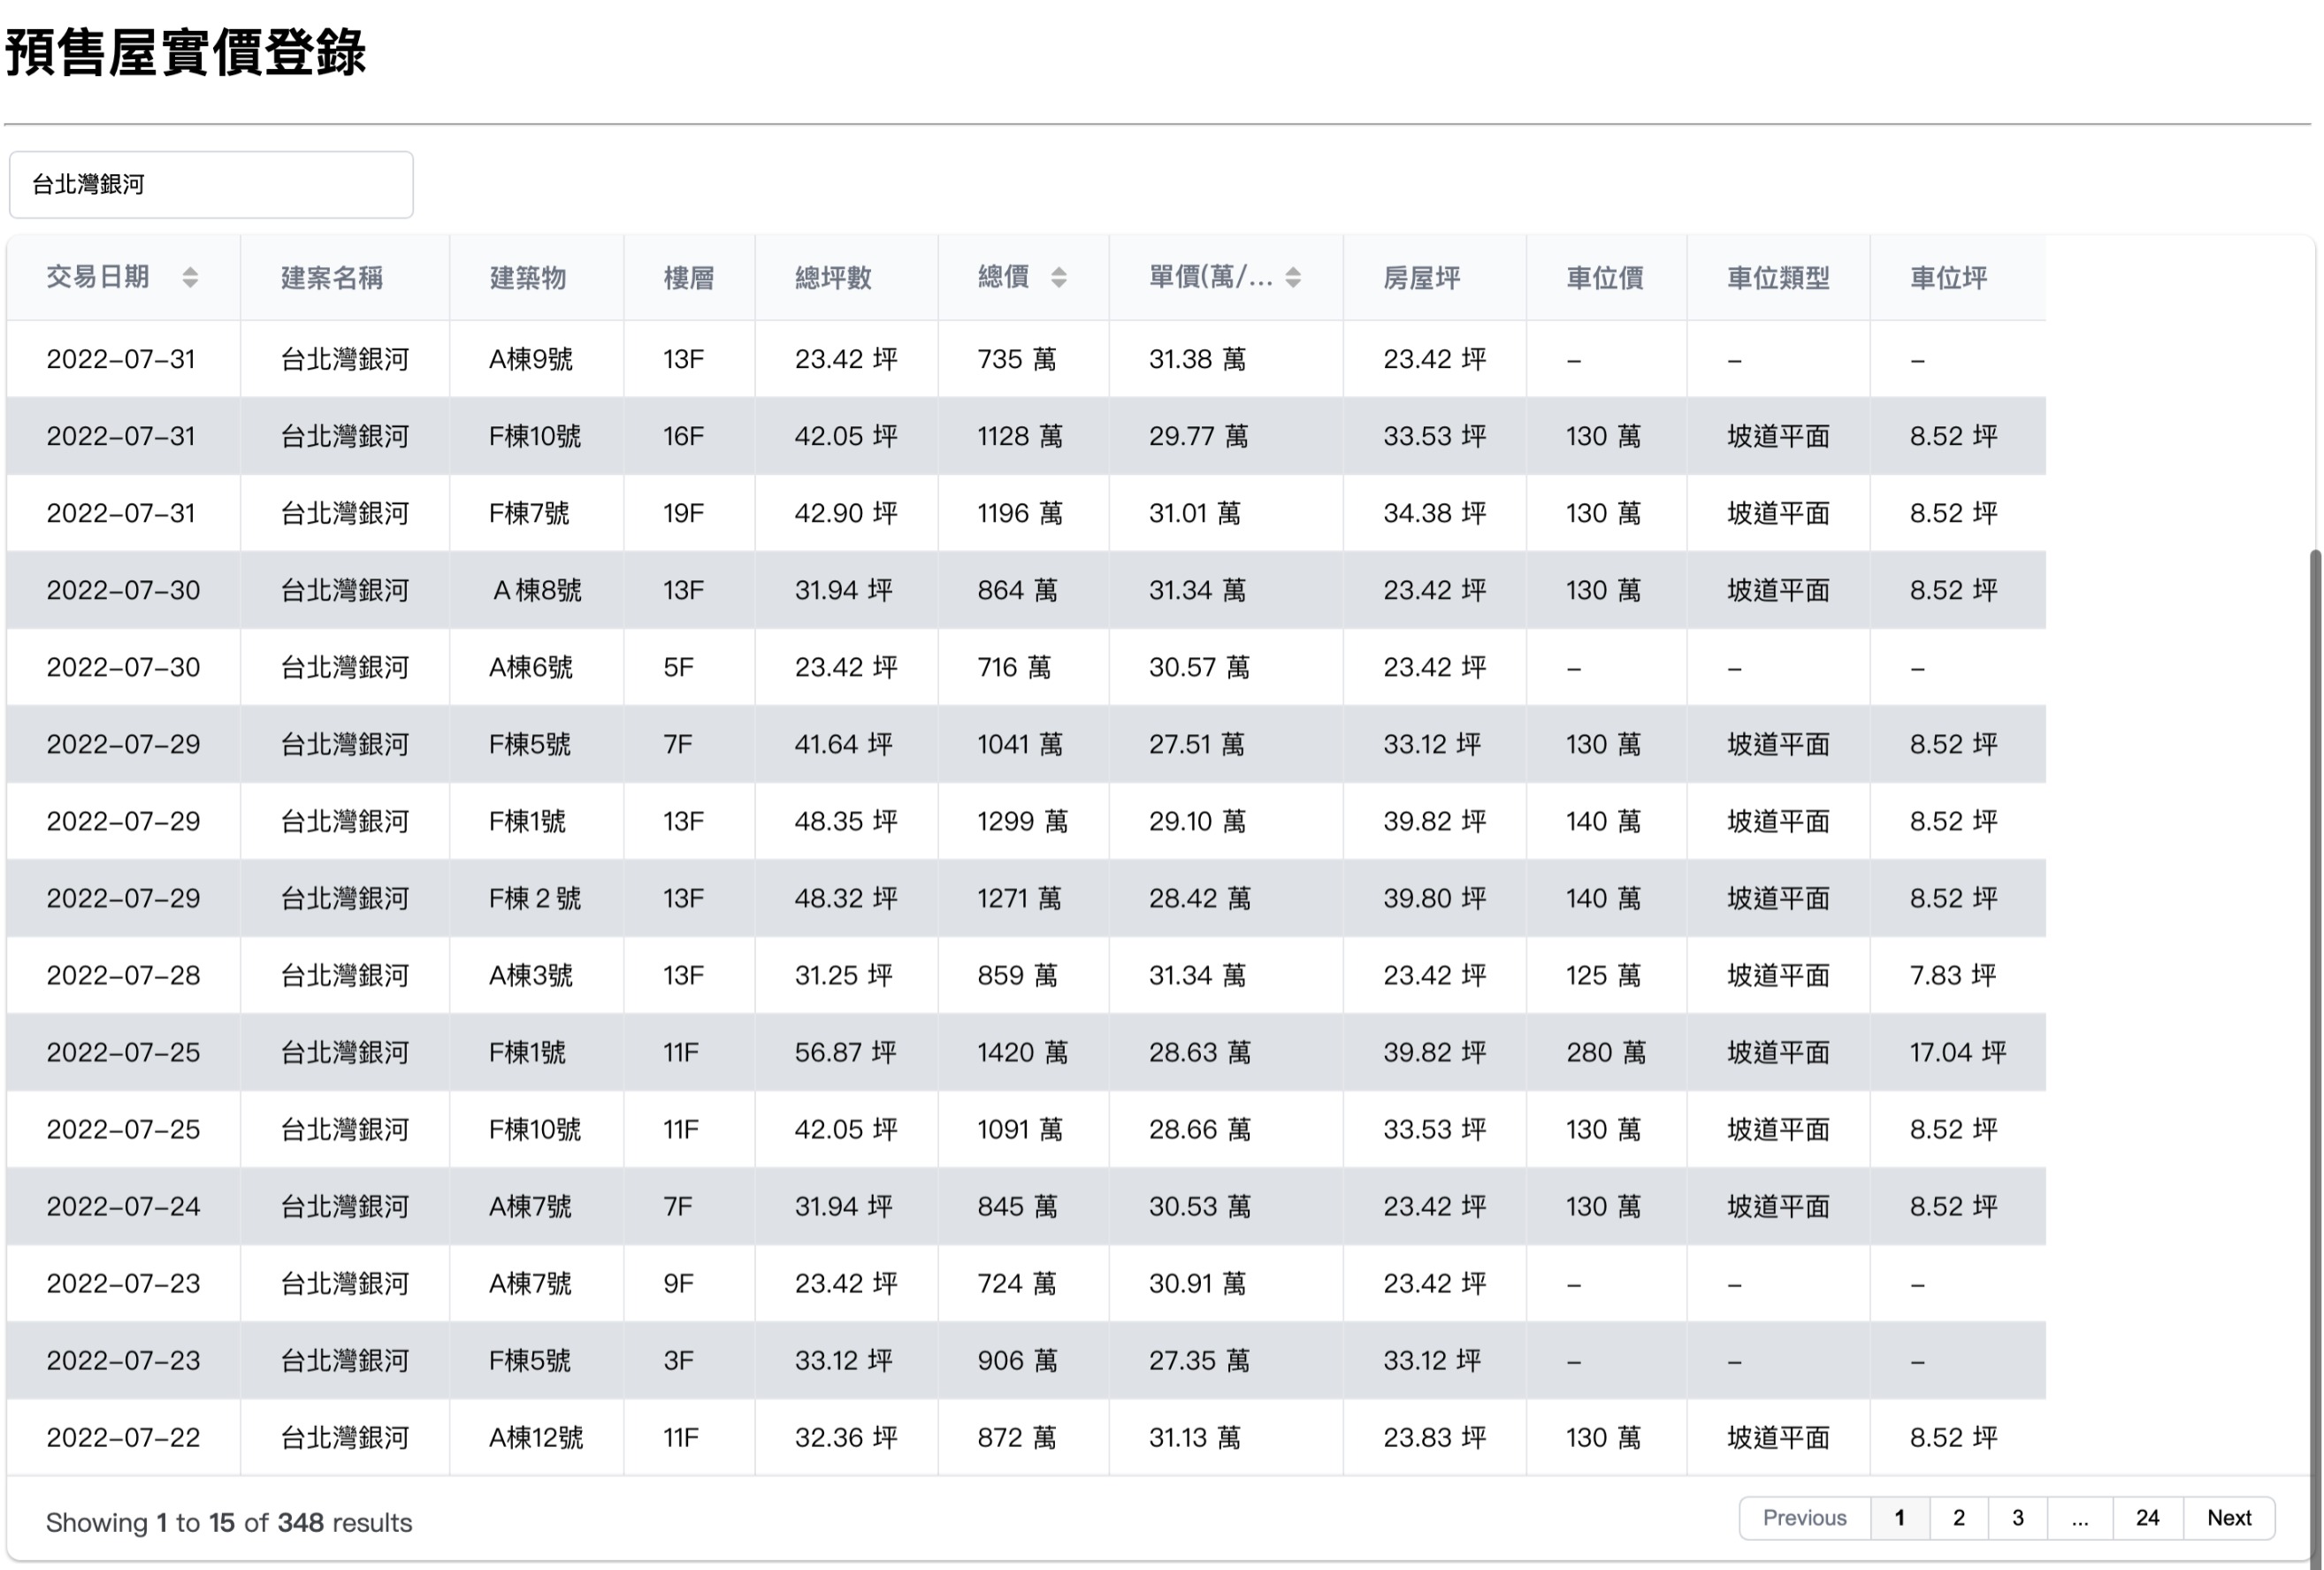 預售屋實價登錄
台北灣銀河
交易日期 建案名稱 建築物 樓層 總坪數 總價 單價(萬/... 房屋坪 車位價 車位類型 車位坪
2022-07-31 台北灣銀河 A棟9號 13F 23.42 坪 735 萬 31.38 萬 23.42 坪 - - -
2022-07-31 台北灣銀河 F棟10號 16F 42.05 坪 1128 萬 29.77 萬 33.53 坪 130 萬 坡道平面 8.52 坪
2022-07-31 台北灣銀河 F棟7號 19F 42.90 坪 1196 萬 31.01 萬 34.38 坪 130 萬 坡道平面 8.52 坪
2022-07-30 台北灣銀河 Ａ棟8號 13F 31.94 坪 864 萬 31.34 萬 23.42 坪 130 萬 坡道平面 8.52 坪
2022-07-30 台北灣銀河 A棟6號 5F 23.42 坪 716 萬 30.57 萬 23.42 坪 - - -
2022-07-29 台北灣銀河 F棟5號 7F 41.64 坪 1041 萬 27.51 萬 33.12 坪 130 萬 坡道平面 8.52 坪
2022-07-29 台北灣銀河 F棟1號 13F 48.35 坪 1299 萬 29.10 萬 39.82 坪 140 萬 坡道平面 8.52 坪
2022-07-29 台北灣銀河 F棟２號 13F 48.32 坪 1271 萬 28.42 萬 39.80 坪 140 萬 坡道平面 8.52 坪
2022-07-28 台北灣銀河 A棟3號 13F 31.25 坪 859 萬 31.34 萬 23.42 坪 125 萬 坡道平面 7.83 坪
2022-07-25 台北灣銀河 F棟1號 11F 56.87 坪 1420 萬 28.63 萬 39.82 坪 280 萬 坡道平面 17.04 坪
2022-07-25 台北灣銀河 F棟10號 11F 42.05 坪 1091 萬 28.66 萬 33.53 坪 130 萬 坡道平面 8.52 坪
2022-07-24 台北灣銀河 A棟7號 7F 31.94 坪 845 萬 30.53 萬 23.42 坪 130 萬 坡道平面 8.52 坪
2022-07-23 台北灣銀河 A棟7號 9F 23.42 坪 724 萬 30.91 萬 23.42 坪 - - -
2022-07-23 台北灣銀河 F棟5號 3F 33.12 坪 906 萬 27.35 萬 33.12 坪 - - -
2022-07-22 台北灣銀河 A棟12號 11F 32.36 坪 872 萬 31.13 萬 23.83 坪 130 萬 坡道平面 8.52 坪
Showing 1 to 15 of 348 results Previous 1 2 3 ... 24 Next